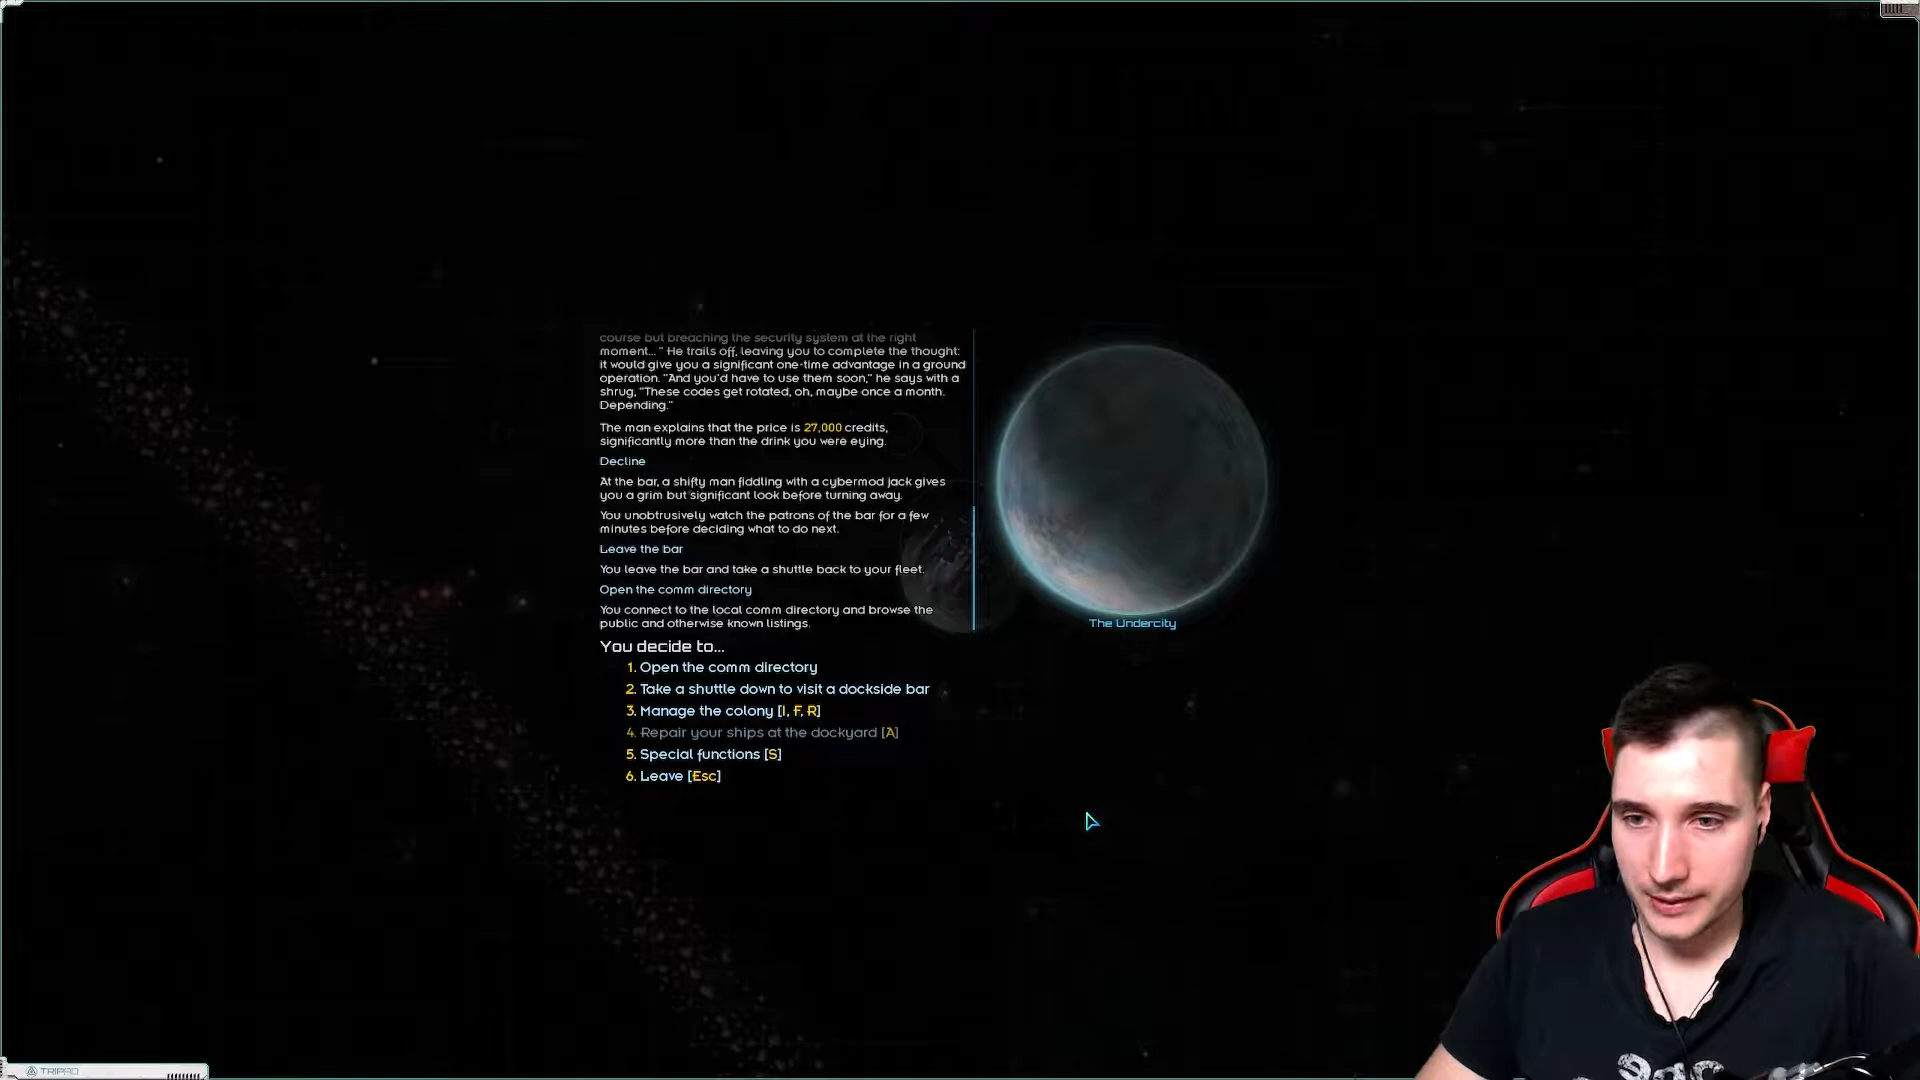 course but breaching the security system at the right
moment... " He trails off, leaving you to complete the thought:
it would give you a significant one-time advantage in a ground
operation. "And you'd have to use them soon," he says with a
shrug, "These codes get rotated, oh, maybe once a month.
Depending."
The man explains that the price is 27,000 credits,
significantly more than the drink you were eying.
Decline
At the bar, a shifty man fiddling with a cybermod jack gives
you a grim but significant look before turning away.
You unobtrusively watch the patrons of the bar for a few
minutes before deciding what to do next.
Leave the bar
You leave the bar and take a shuttle back to your fleet.
Open the comm directory
You connect to the local comm directory and browse the
public and otherwise known listings.
The Undercity
You decide to...
1. Open the comm directory
2. Take a shuttle down to visit a dockside bar
3. Manage the colony [I, F, R]
4. Repair your ships at the dockyard [A]
5. Special functions [S]
6. Leave [Esc]
TRIPAD